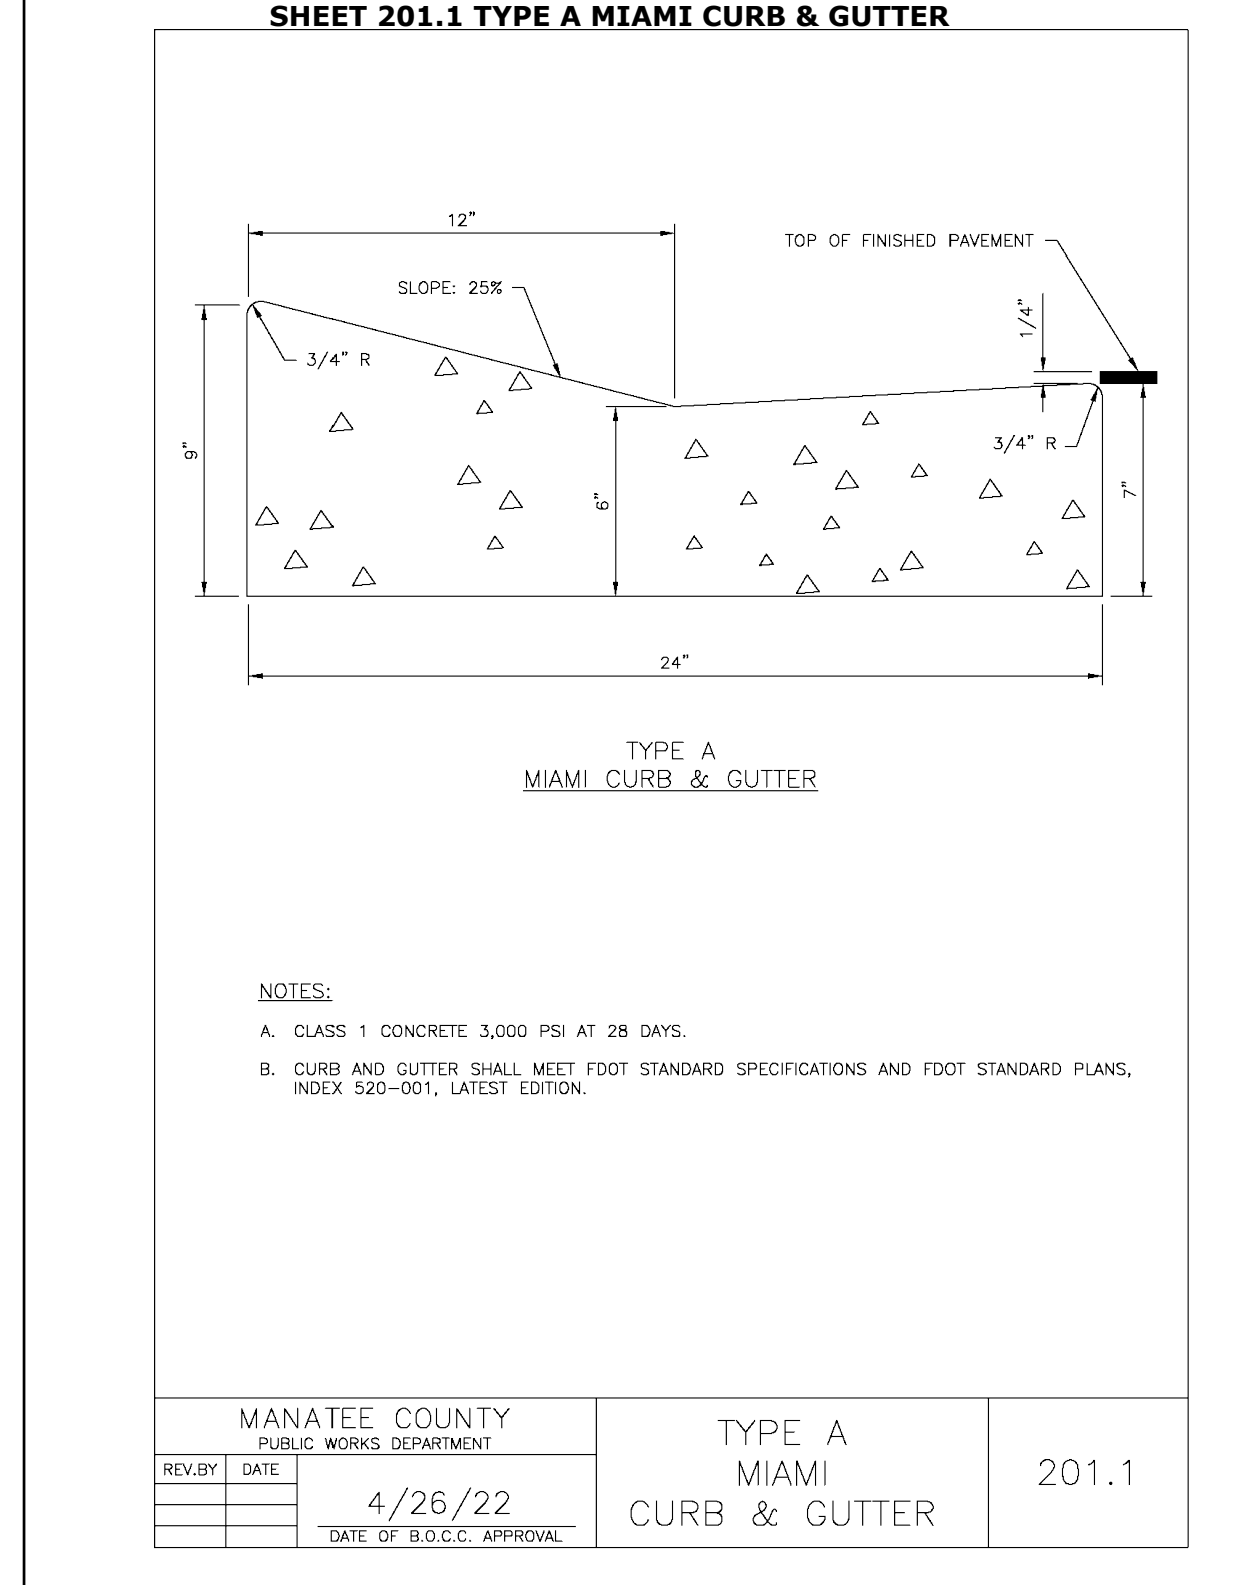 SHEET 201.1 TYPE A MIAMI CURB & GUTTER
12"
TOP OF FINISHED PAVEMENT
SLOPE: 25%
1/4"
3/4" R
3/4" R
9"
6"
7"
24"
TYPE A
MIAMI CURB & GUTTER
NOTES:
A. CLASS 1 CONCRETE 3,000 PSI AT 28 DAYS.
B. CURB AND GUTTER SHALL MEET FDOT STANDARD SPECIFICATIONS AND FDOT STANDARD PLANS,
INDEX 520-001, LATEST EDITION.
MANATEE COUNTY
PUBLIC WORKS DEPARTMENT
REV.BY DATE
4/26/22
DATE OF B.O.C.C. APPROVAL
TYPE A
MIAMI
CURB & GUTTER
201.1